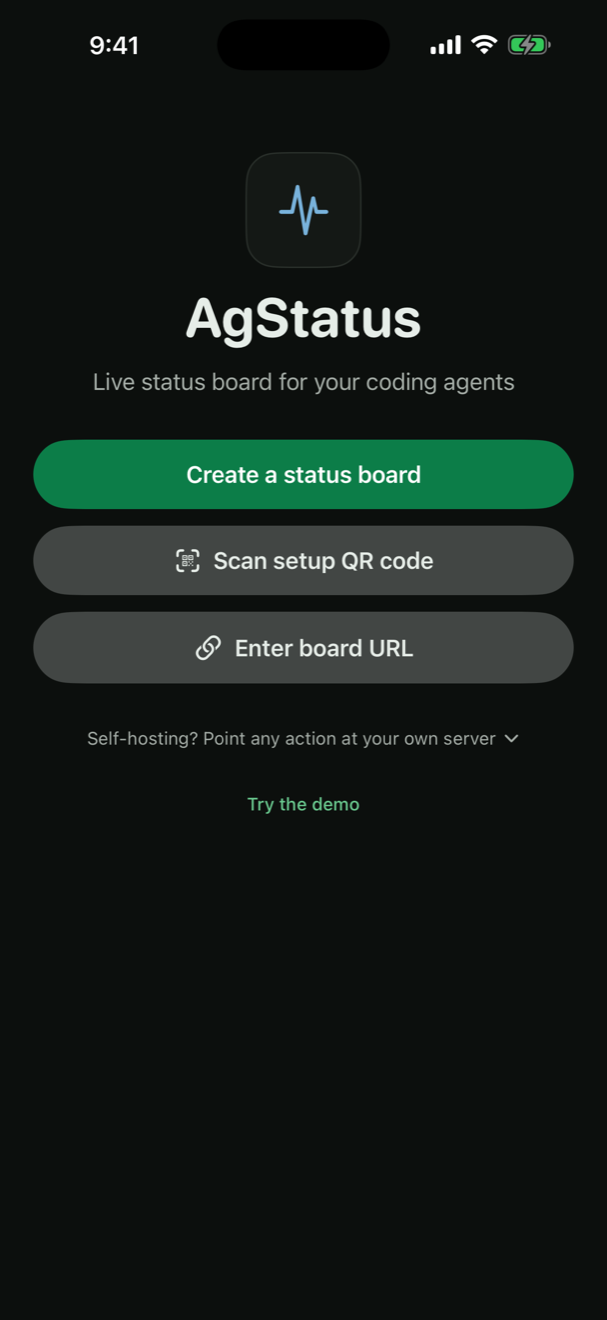 9:41
AgStatus
Live status board for your coding agents
Create a status board
Scan setup QR code
Enter board URL
Self-hosting? Point any action at your own server
Try the demo